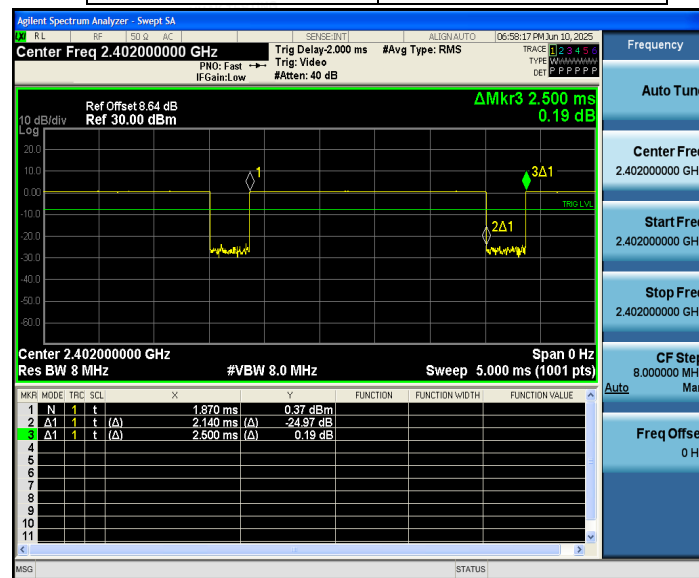 Agilent Spectrum Analyzer - Swept SA
LXI RL RF 50 Ω AC SENSE:INT ALIGNAUTO 06:58:17 PM Jun 10, 2025
Center Freq 2.402000000 GHz
PNO: Fast
IFGain:Low
Trig Delay-2.000 ms
Trig: Video
#Atten: 40 dB
#Avg Type: RMS
TRACE 1 2 3 4 5 6
TYPE WWWWWW
DET P P P P P P
Ref Offset 8.64 dB
Ref 30.00 dBm
10 dB/div
Log
ΔMkr3 2.500 ms
0.19 dB
20.0
10.0
0.00
-10.0
-20.0
-30.0
-40.0
-50.0
-60.0
1
3Δ1
TRIG LVL
2Δ1
Center 2.402000000 GHz Span 0 Hz
Res BW 8 MHz #VBW 8.0 MHz Sweep 5.000 ms (1001 pts)
MKR MODE TRC SCL X Y FUNCTION FUNCTION WIDTH FUNCTION VALUE
1 N 1 t 1.870 ms 0.37 dBm
2 Δ1 1 t (Δ) 2.140 ms (Δ) -24.97 dB
3 Δ1 1 t (Δ) 2.500 ms (Δ) 0.19 dB
4
5
6
7
8
9
10
11
MSG STATUS
Frequency
Auto Tun
Center Fre
2.402000000 GH
Start Fre
2.402000000 GH
Stop Fre
2.402000000 GH
CF Step
8.000000 MH
Auto Ma
Freq Offse
0 H